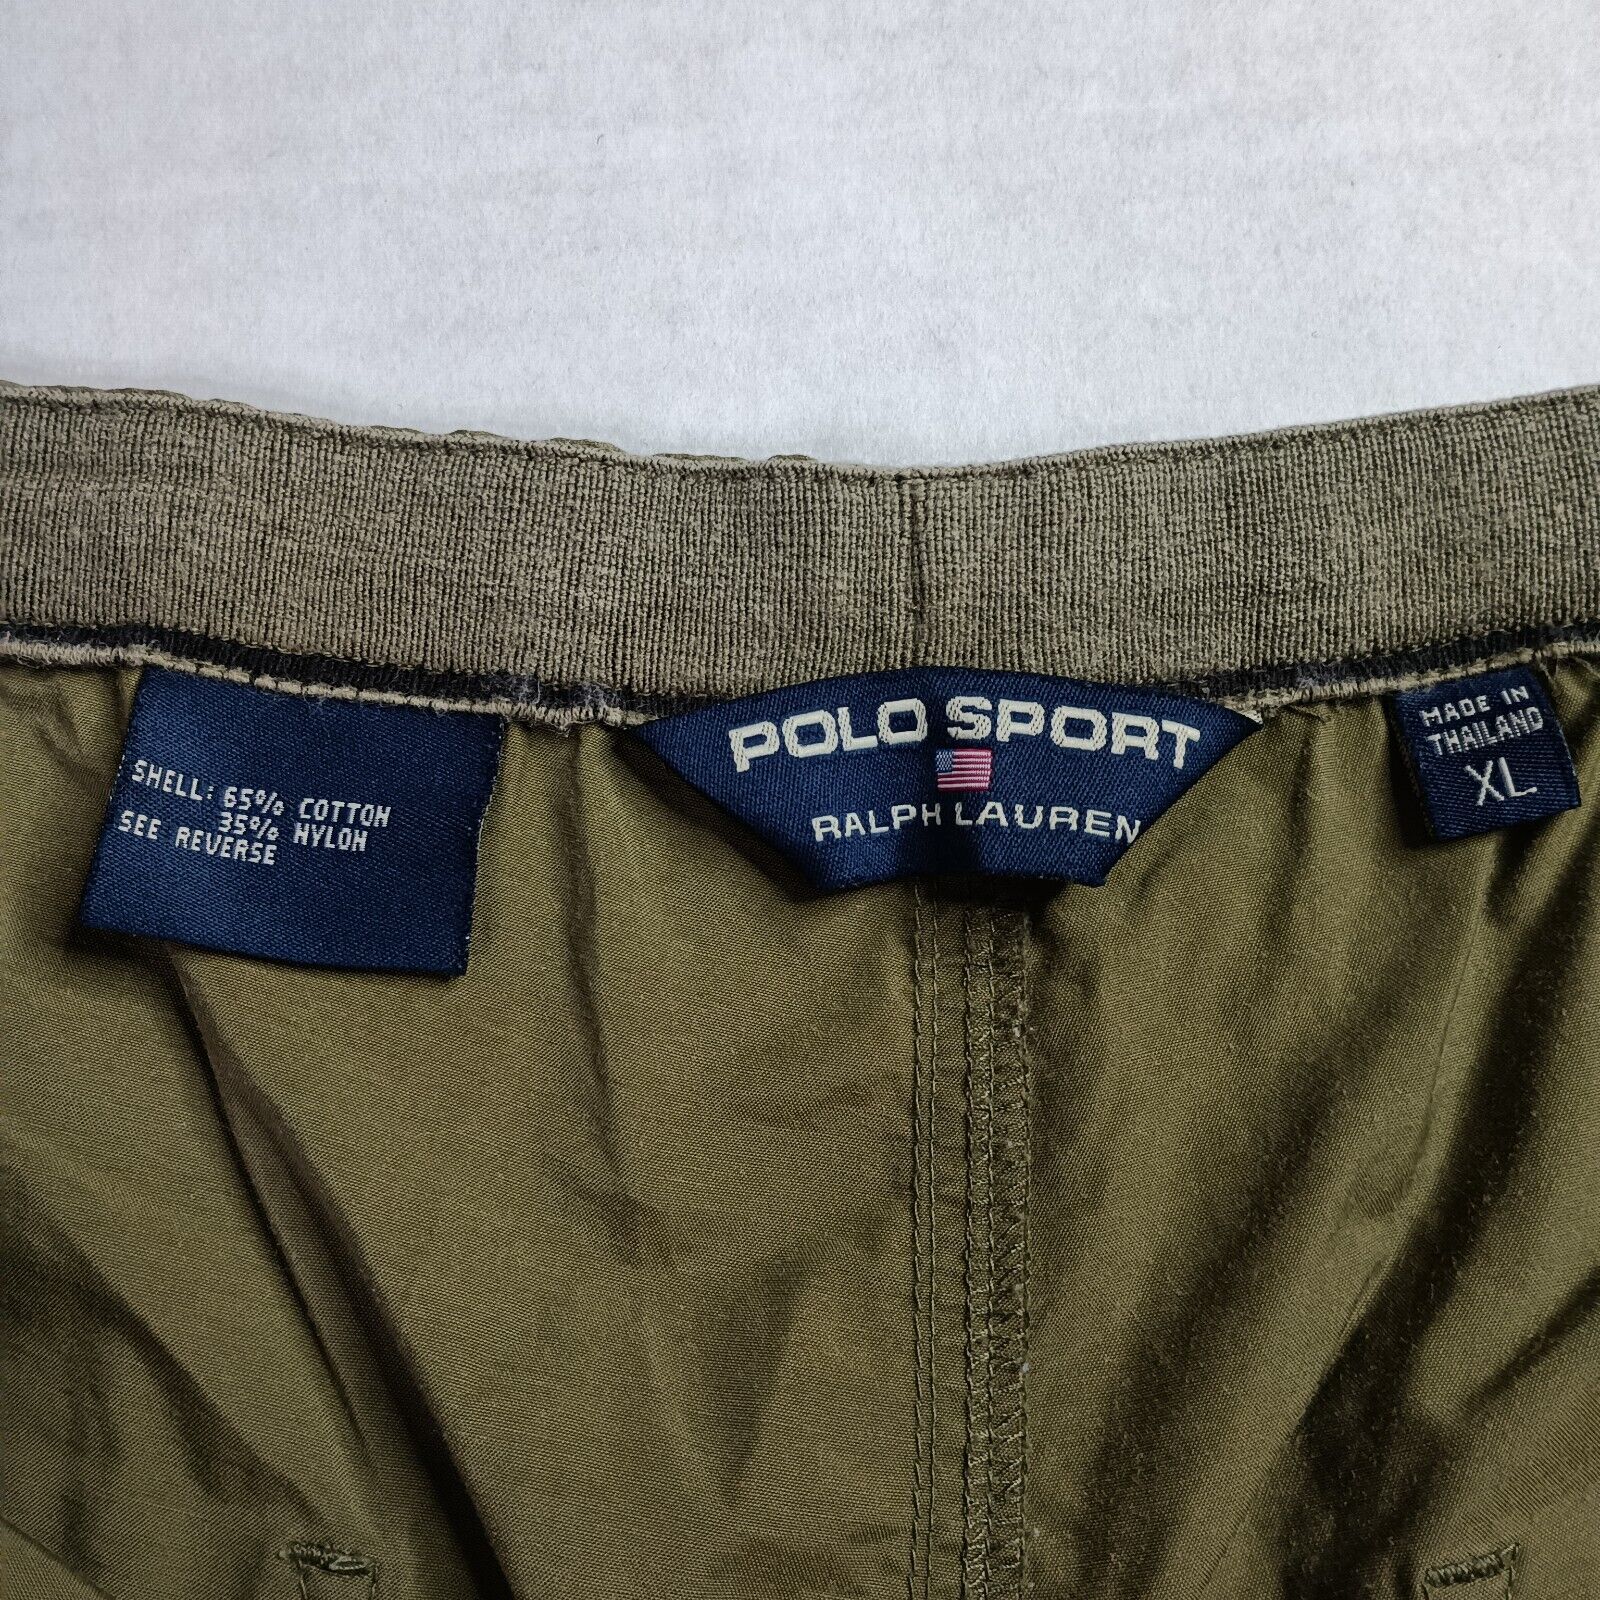 SHELL: 65% COTTON
35% NYLON
SEE REVERSE
POLO SPORT
RALPH LAUREN
MADE IN
THAILAND
XL